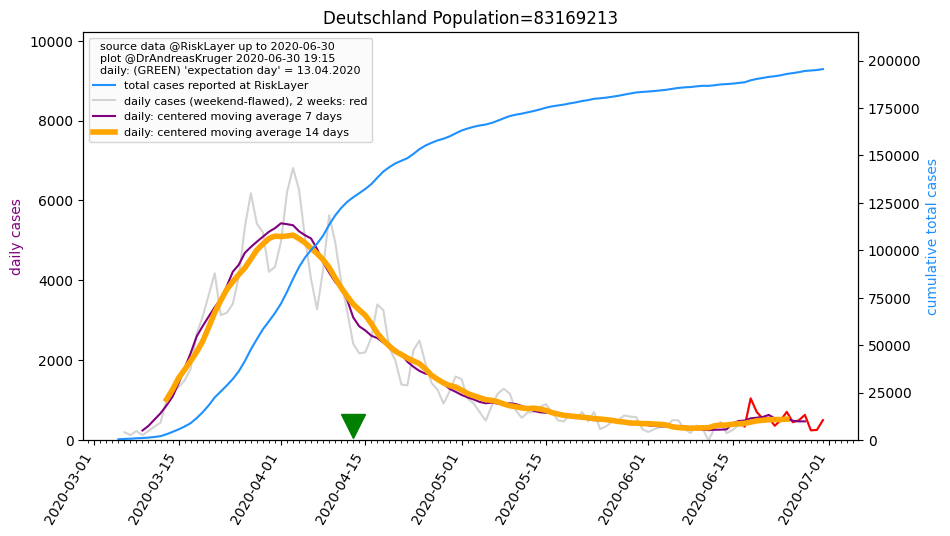 Deutschland Population=83169213
source data @RiskLayer up to 2020-06-30
plot @DrAndreasKruger 2020-06-30 19:15
daily: (GREEN) 'expectation day' = 13.04.2020
total cases reported at RiskLayer
daily cases (weekend-flawed), 2 weeks: red
daily: centered moving average 7 days
daily: centered moving average 14 days
daily cases
10000
8000
6000
4000
2000
0
cumulative total cases
200000
175000
150000
125000
100000
75000
50000
25000
0
2020-03-01
2020-03-15
2020-04-01
2020-04-15
2020-05-01
2020-05-15
2020-06-01
2020-06-15
2020-07-01